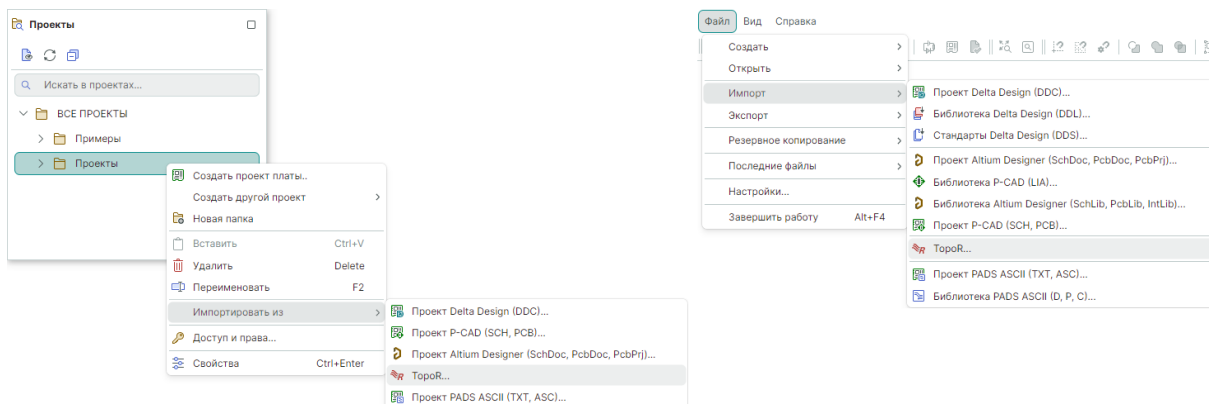 Проекты
Искать в проектах...
ВСЕ ПРОЕКТЫ
Примеры
Проекты
Создать проект платы..
Создать другой проект
Новая папка
Вставить Ctrl+V
Удалить Delete
Переименовать F2
Импортировать из
Доступ и права...
Свойства Ctrl+Enter
Проект Delta Design (DDC)...
Проект P-CAD (SCH, PCB)...
Проект Altium Designer (SchDoc, PcbDoc, PcbPrj)...
TopoR...
Проект PADS ASCII (TXT, ASC)...
Файл Вид Справка
Создать
Открыть
Импорт
Экспорт
Резервное копирование
Последние файлы
Настройки...
Завершить работу Alt+F4
Проект Delta Design (DDC)...
Библиотека Delta Design (DDL)...
Стандарты Delta Design (DDS)...
Проект Altium Designer (SchDoc, PcbDoc, PcbPrj)...
Библиотека P-CAD (LIA)...
Библиотека Altium Designer (SchLib, PcbLib, IntLib)...
Проект P-CAD (SCH, PCB)...
TopoR...
Проект PADS ASCII (TXT, ASC)...
Библиотека PADS ASCII (D, P, C)...